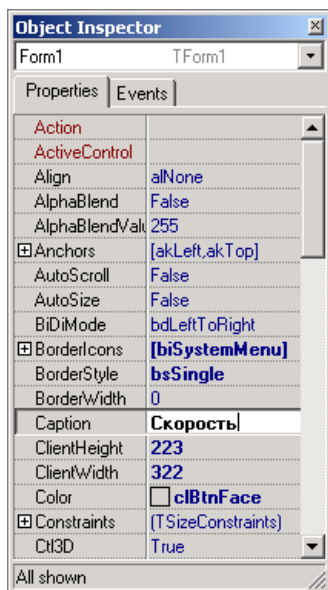 Object Inspector
Form1 TForm1
Properties Events
Action
ActiveControl
Align alNone
AlphaBlend False
AlphaBlendValu 255
Anchors [akLeft,akTop]
AutoScroll False
AutoSize False
BiDiMode bdLeftToRight
BorderIcons [biSystemMenu]
BorderStyle bsSingle
BorderWidth 0
Caption Скорость
ClientHeight 223
ClientWidth 322
Color clBtnFace
Constraints (TSizeConstraints)
Ctl3D True
All shown